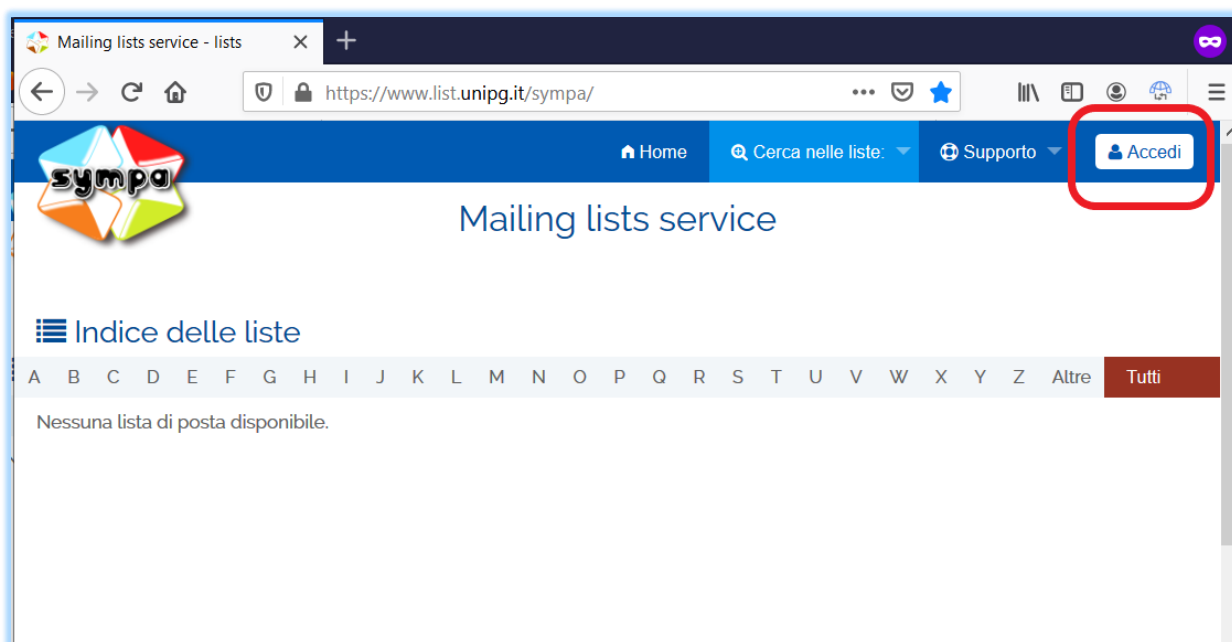 Mailing lists service - lists
https://www.list.unipg.it/sympa/
sympa
Home Cerca nelle liste: Supporto Accedi
Mailing lists service
Indice delle liste
A B C D E F G H I J K L M N O P Q R S T U V W X Y Z Altre Tutti
Nessuna lista di posta disponibile.